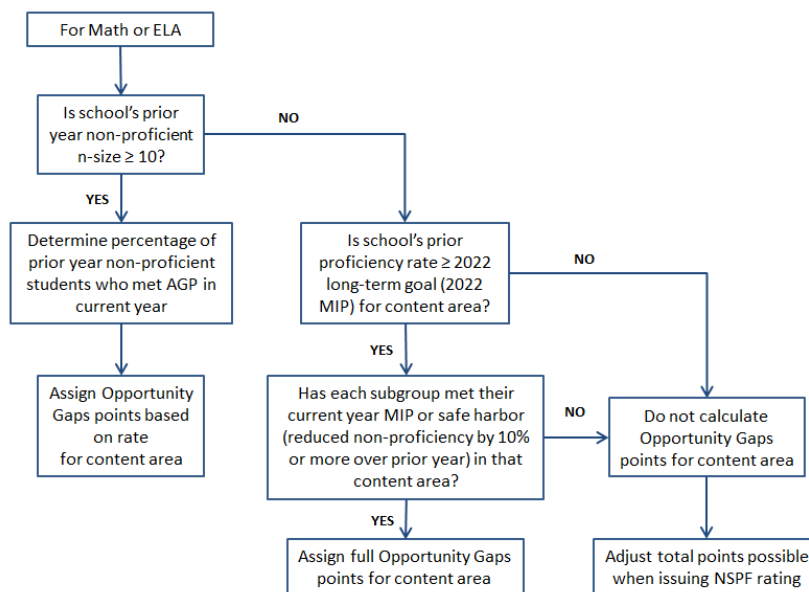 For Math or ELA
Is school's prior
year non-proficient
n-size ≥ 10?
NO
YES
Determine percentage of
prior year non-proficient
students who met AGP in
current year
Is school's prior
proficiency rate ≥ 2022
long-term goal (2022
MIP) for content area?
NO
YES
Assign Opportunity
Gaps points based
on rate
for content area
Has each subgroup met their
current year MIP or safe harbor
(reduced non-proficiency by 10%
or more over prior year) in that
content area?
NO
Do not calculate
Opportunity Gaps
points for content area
YES
Assign full Opportunity Gaps
points for content area
Adjust total points possible
when issuing NSPF rating